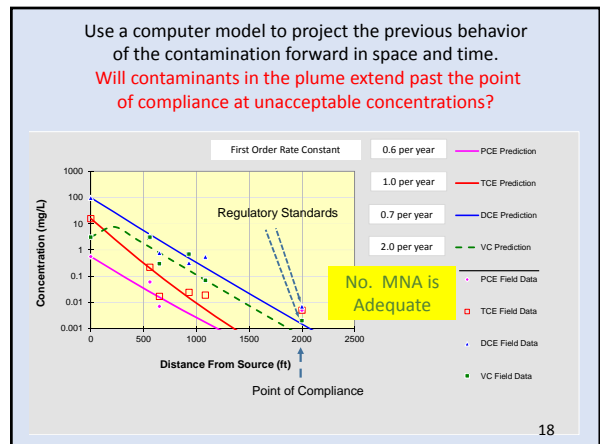 Use a computer model to project the previous behavior
of the contamination forward in space and time.
Will contaminants in the plume extend past the point
of compliance at unacceptable concentrations?
First Order Rate Constant
0.6 per year
PCE Prediction
1.0 per year
TCE Prediction
0.7 per year
DCE Prediction
2.0 per year
VC Prediction
PCE Field Data
TCE Field Data
DCE Field Data
VC Field Data
Concentration (mg/L)
1000
100
10
1
0.1
0.01
0.001
Regulatory Standards
No. MNA is
Adequate
0
500
1000
1500
2000
2500
Distance From Source (ft)
Point of Compliance
18